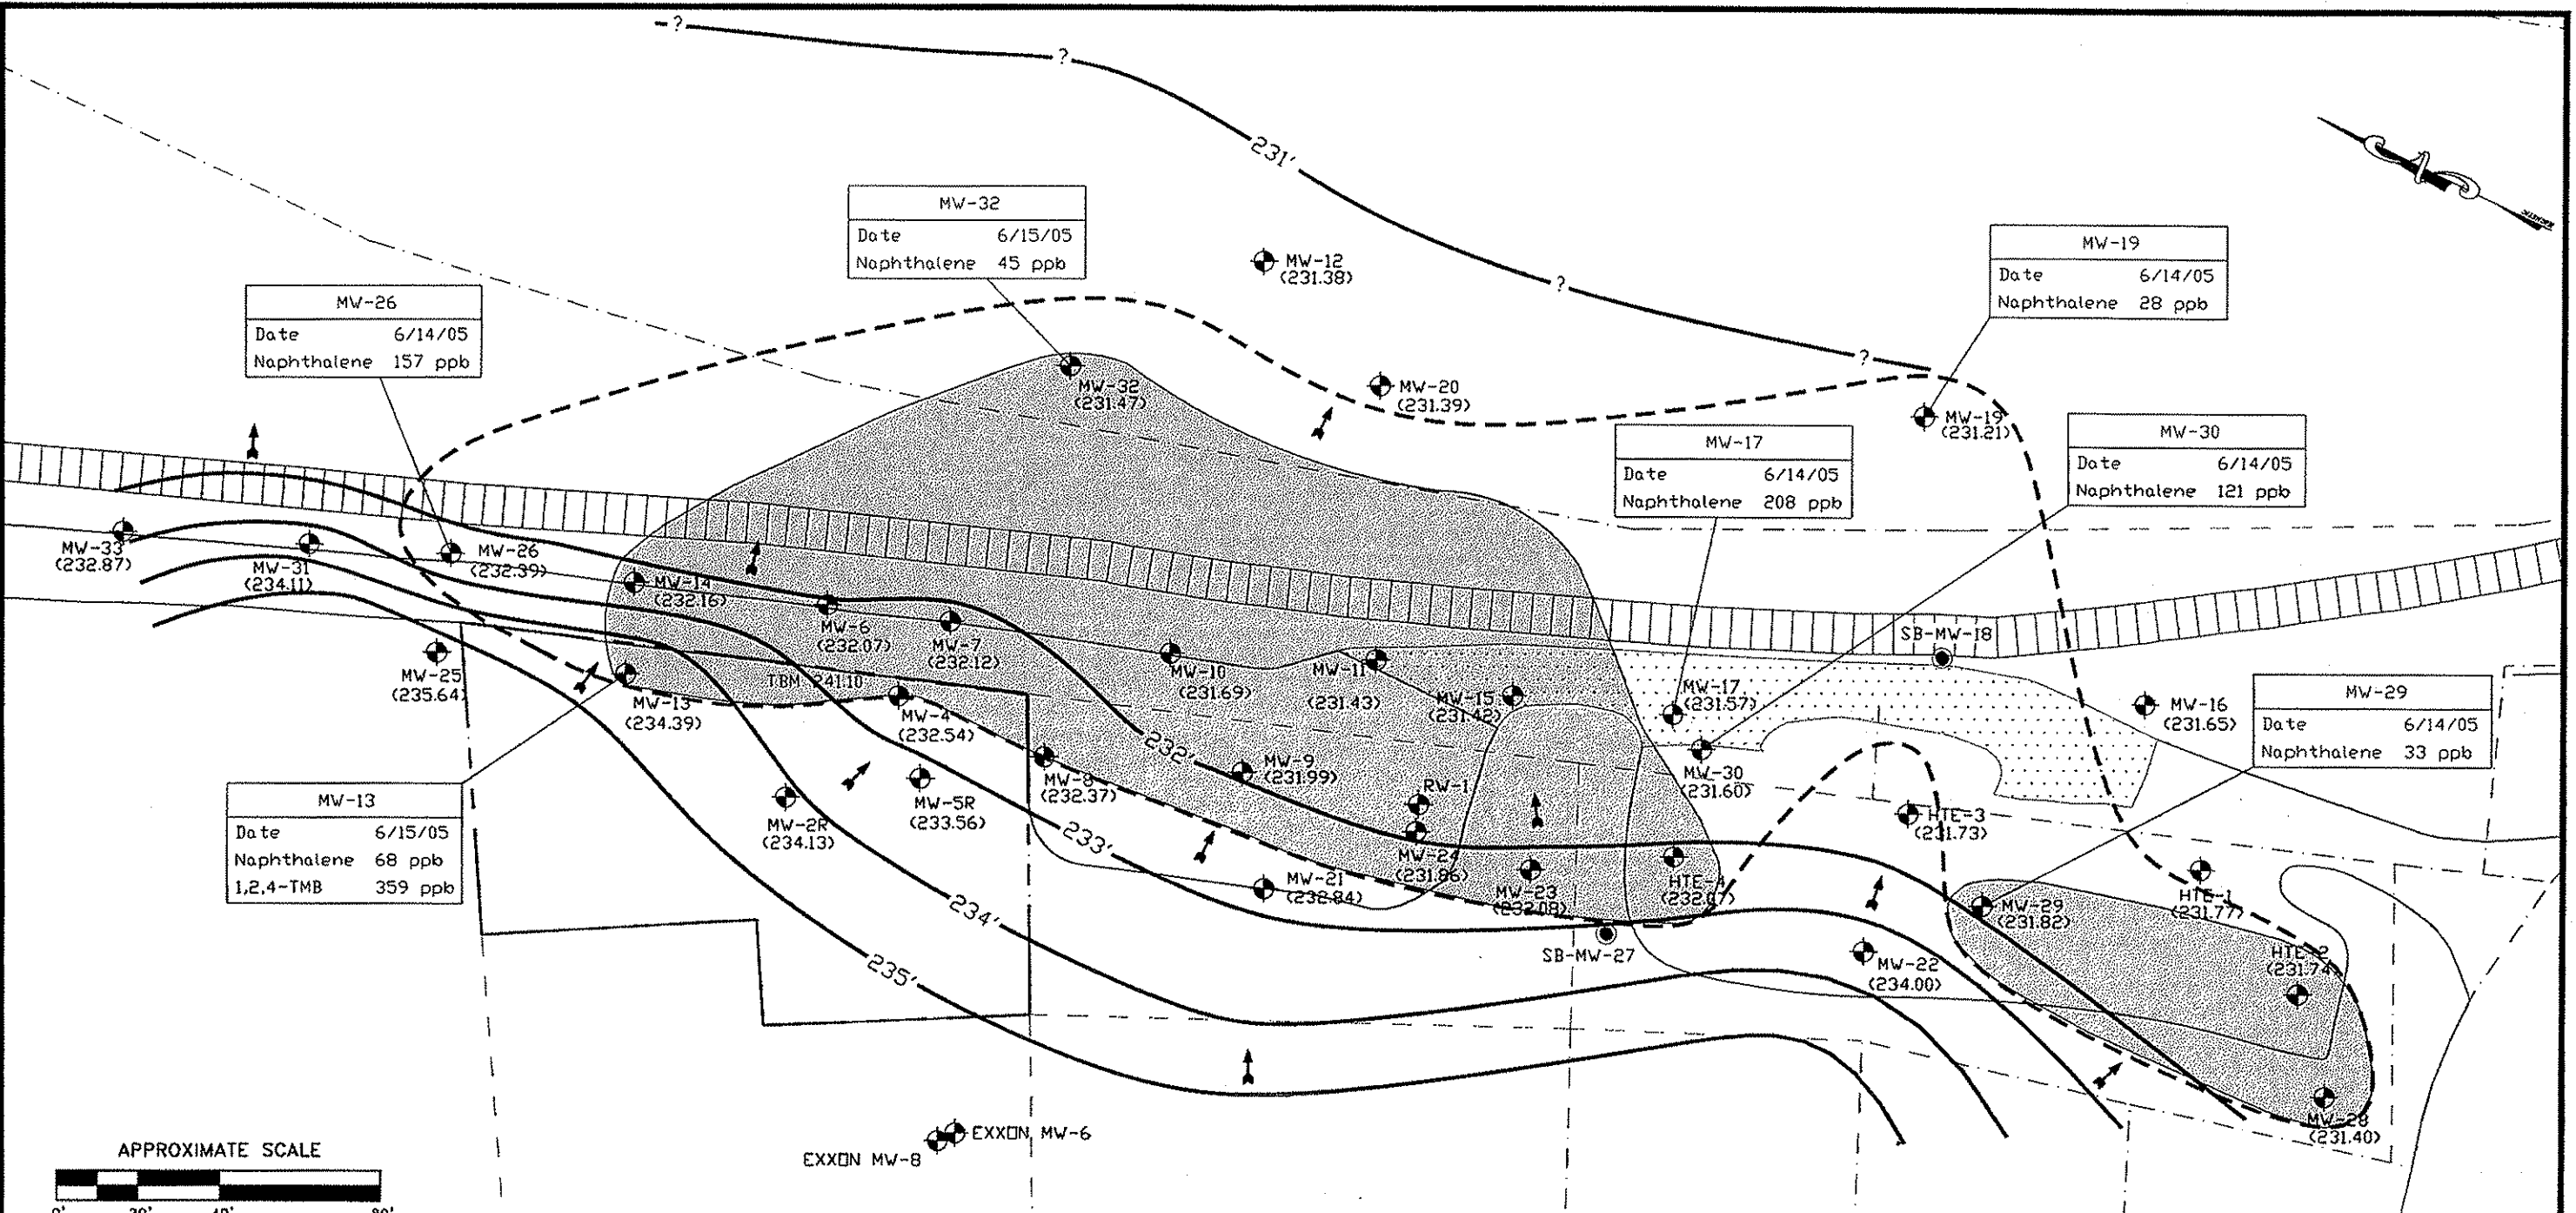 ?
?
231'
?
?
MAGNETIC
MW-32
Date 6/15/05
Naphthalene 45 ppb
MW-19
Date 6/14/05
Naphthalene 28 ppb
MW-26
Date 6/14/05
Naphthalene 157 ppb
MW-12
(231.38)
MW-32
(231.47)
MW-20
(231.39)
MW-19
(231.21)
MW-17
Date 6/14/05
Naphthalene 208 ppb
MW-30
Date 6/14/05
Naphthalene 121 ppb
MW-33
(232.87)
MW-31
(234.11)
MW-26
(232.39)
MW-14
(232.16)
MW-6
(232.07)
MW-7
(232.12)
MW-10
(231.69)
MW-11
(231.43)
MW-15
(231.42)
MW-17
(231.57)
SB-MW-18
MW-16
(231.65)
MW-29
Date 6/14/05
Naphthalene 33 ppb
MW-25
(235.64)
TBM 241.10
MW-13
(234.39)
MW-4
(232.54)
MW-8
(232.37)
232'
MW-9
(231.99)
RW-1
MW-30
(231.60)
HTE-3
(231.73)
MW-13
Date 6/15/05
Naphthalene 68 ppb
1,2,4-TMB 359 ppb
MW-2R
(234.13)
MW-5R
(233.56)
233'
MW-21
(232.84)
MW-24
(231.86)
MW-23
(232.08)
HTE-4
(232.07)
MW-29
(231.82)
HTE-1
(231.77)
234'
235'
SB-MW-27
MW-22
(234.00)
HTE-2
(231.74)
MW-28
(231.40)
EXXON MW-6
EXXON MW-8
APPROXIMATE SCALE
0' 20' 40' 80'